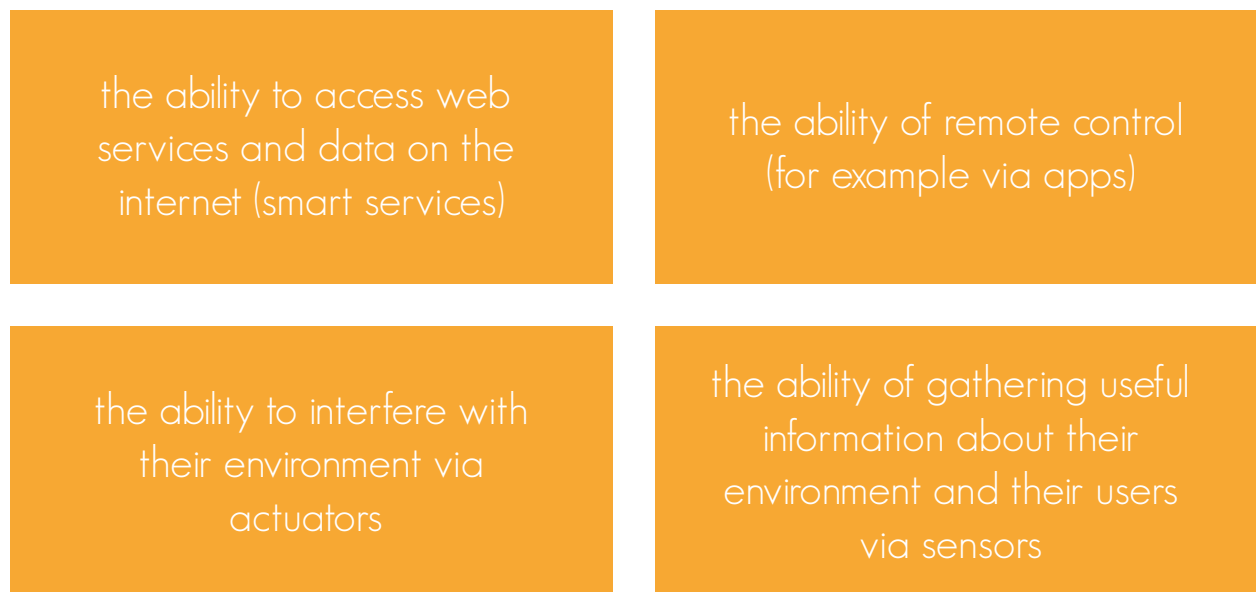 the ability to access web
services and data on the
internet (smart services)
the ability of remote control
(for example via apps)
the ability to interfere with
their environment via
actuators
the ability of gathering useful
information about their
environment and their users
via sensors